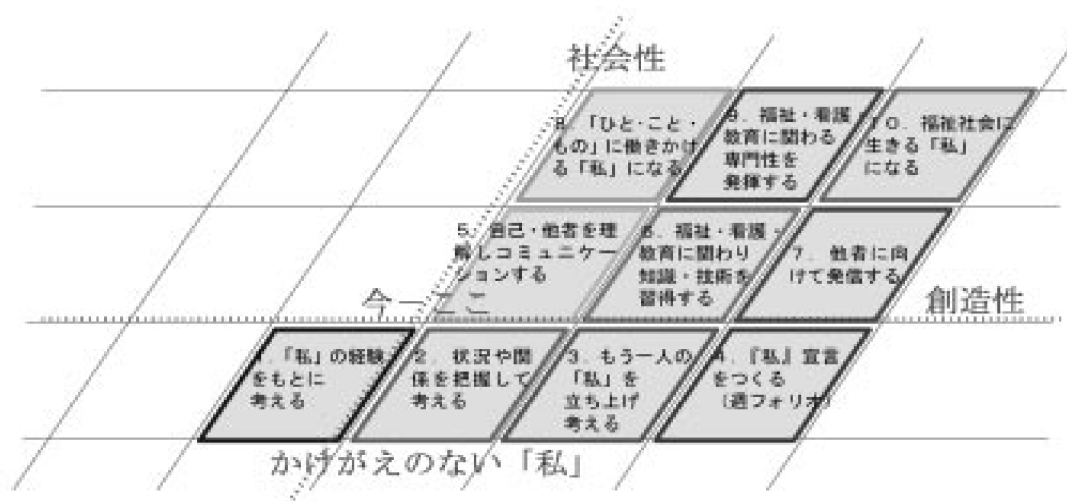 社会性
8．「ひと・こと・
もの」に働きかけ
る「私」になる
9．福祉・看護・
教育に関わる
専門性を
発揮する
10．福祉社会に
生きる「私」
になる
5．自己・他者を理
解しコミュニケー
ションする
6．福祉・看護・
教育に関わり
知識・技術を
習得する
7．他者に向
けて発信する
今―ここ
創造性
1．「私」の経験
をもとに
考える
2．状況や関
係を把握して
考える
3．もう一人の
「私」を
立ち上げ
考える
4．『私』宣言
をつくる
（週フォリオ）
かけがえのない「私」